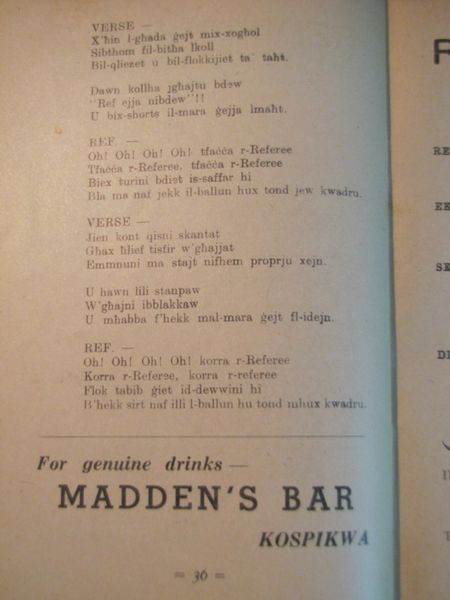 VERSE —
X'ħin l-għada ġejt mix-xogħol
Sibthom fil-bitħa lkoll
Bil-qliezet u bil-flokkijiet ta' taħt.
Dawn kollha jgħajtu bdew
"Ref ejja nibdew"!!
U bix-shorts il-mara ġejja lmaħt.
REF. —
Oh! Oh! Oh! Oh! tfaċċa r-Referee
Tfaċċa r-Referee, tfaċċa r-Referee
Biex turini bdiet is-saffar hi
Bla ma naf jekk il-ballun hux tond jew kwadru.
VERSE —
Jien kont qisni skantat
Għax ħlief tisfir w'għajjat
Emmnuni ma stajt nifhem proprju xejn.
U hawn lili stanpaw
W'għajni ibblakkaw
U mħabba f'hekk mal-mara ġejt fl-idejn.
REF. —
Oh! Oh! Oh! Oh! korra r-Referee
Korra r-Referee, korra r-referee
Flok tabib ġiet id-dewwini hi
B'hekk sirt naf illi l-ballun hu tond mhux kwadru.
For genuine drinks —
MADDEN'S BAR
KOSPIKWA
= 36 =